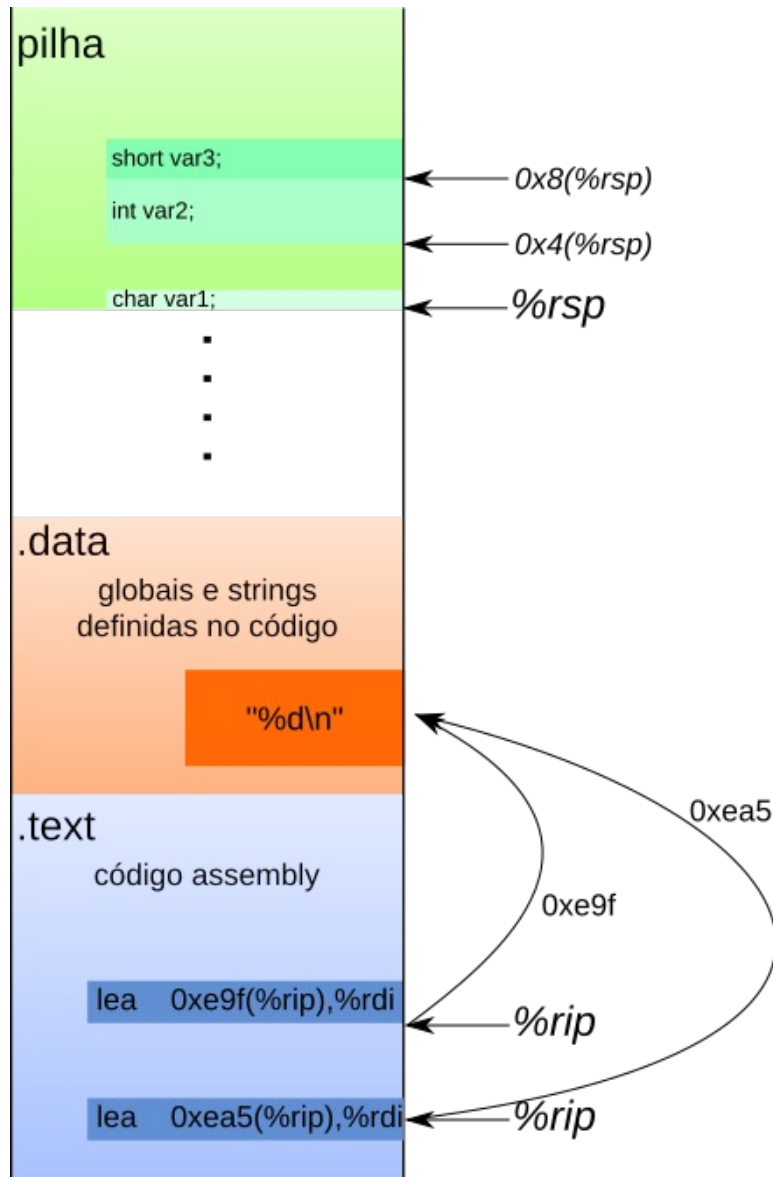 pilha
short var3;
0x8(%rsp)
int var2;
0x4(%rsp)
char var1;
%rsp
.data
globais e strings
definidas no código
"%d\n"
.text
0xea5
código assembly
0xe9f
lea 0xe9f(%rip),%rdi
%rip
lea 0xea5(%rip),%rdi
%rip